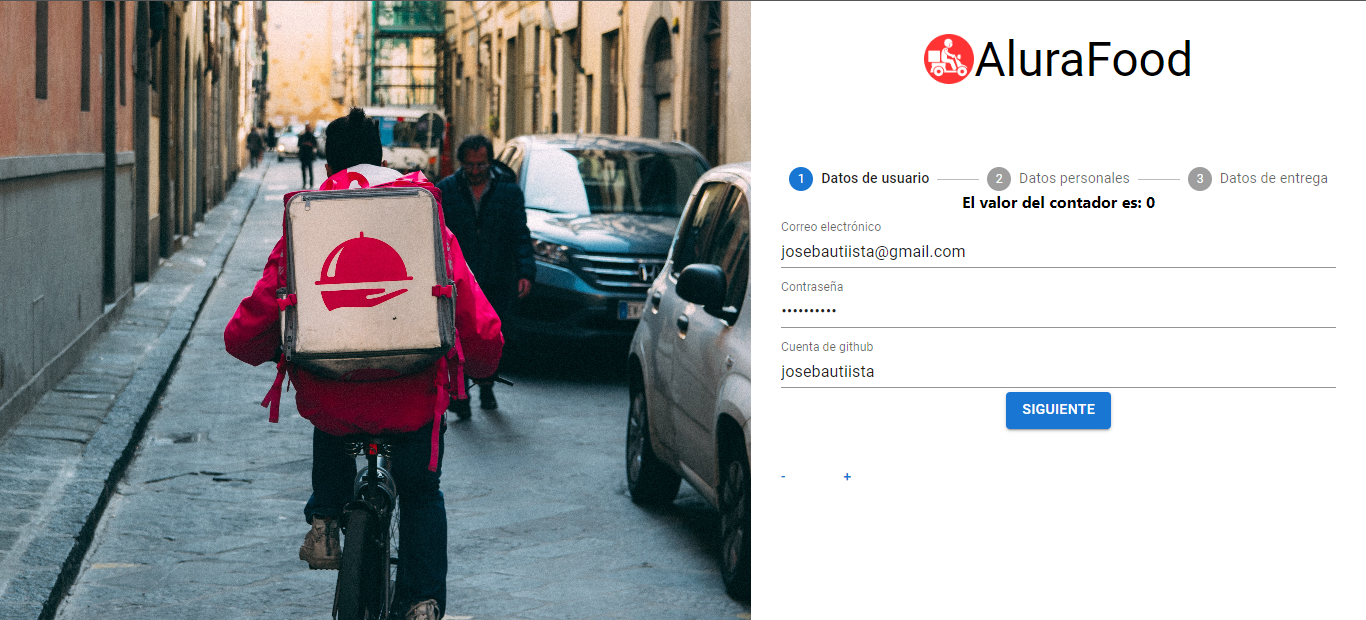 AluraFood
1 Datos de usuario 2 Datos personales 3 Datos de entrega
El valor del contador es: 0
Correo electrónico
josebautiista@gmail.com
Contraseña
••••••••••
Cuenta de github
josebautiista
SIGUIENTE
- +